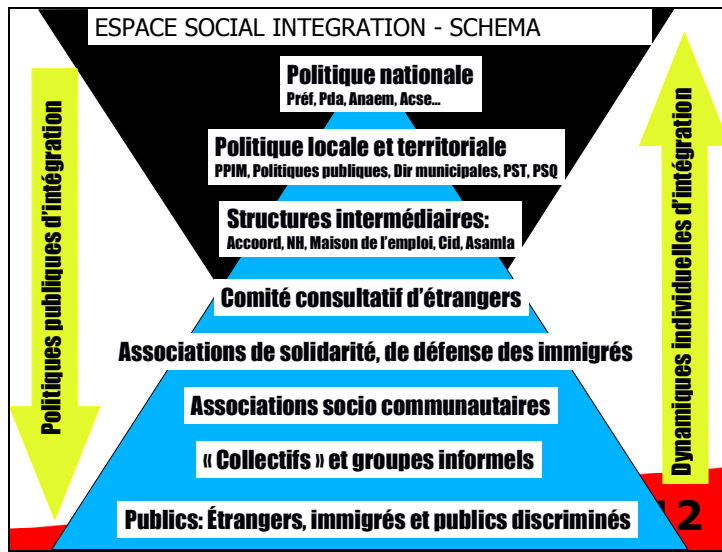 ESPACE SOCIAL INTEGRATION - SCHEMA
Politique nationale
Préf, Pda, Anaem, Acse...
Politique locale et territoriale
PPIM, Politiques publiques, Dir municipales, PST, PSQ
Structures intermédiaires:
Accoord, NH, Maison de l'emploi, Cid, Asamla
Comité consultatif d'étrangers
Associations de solidarité, de défense des immigrés
Associations socio communautaires
« Collectifs » et groupes informels
Publics: Étrangers, immigrés et publics discriminés
Politiques publiques d'intégration
Dynamiques individuelles d'intégration
12